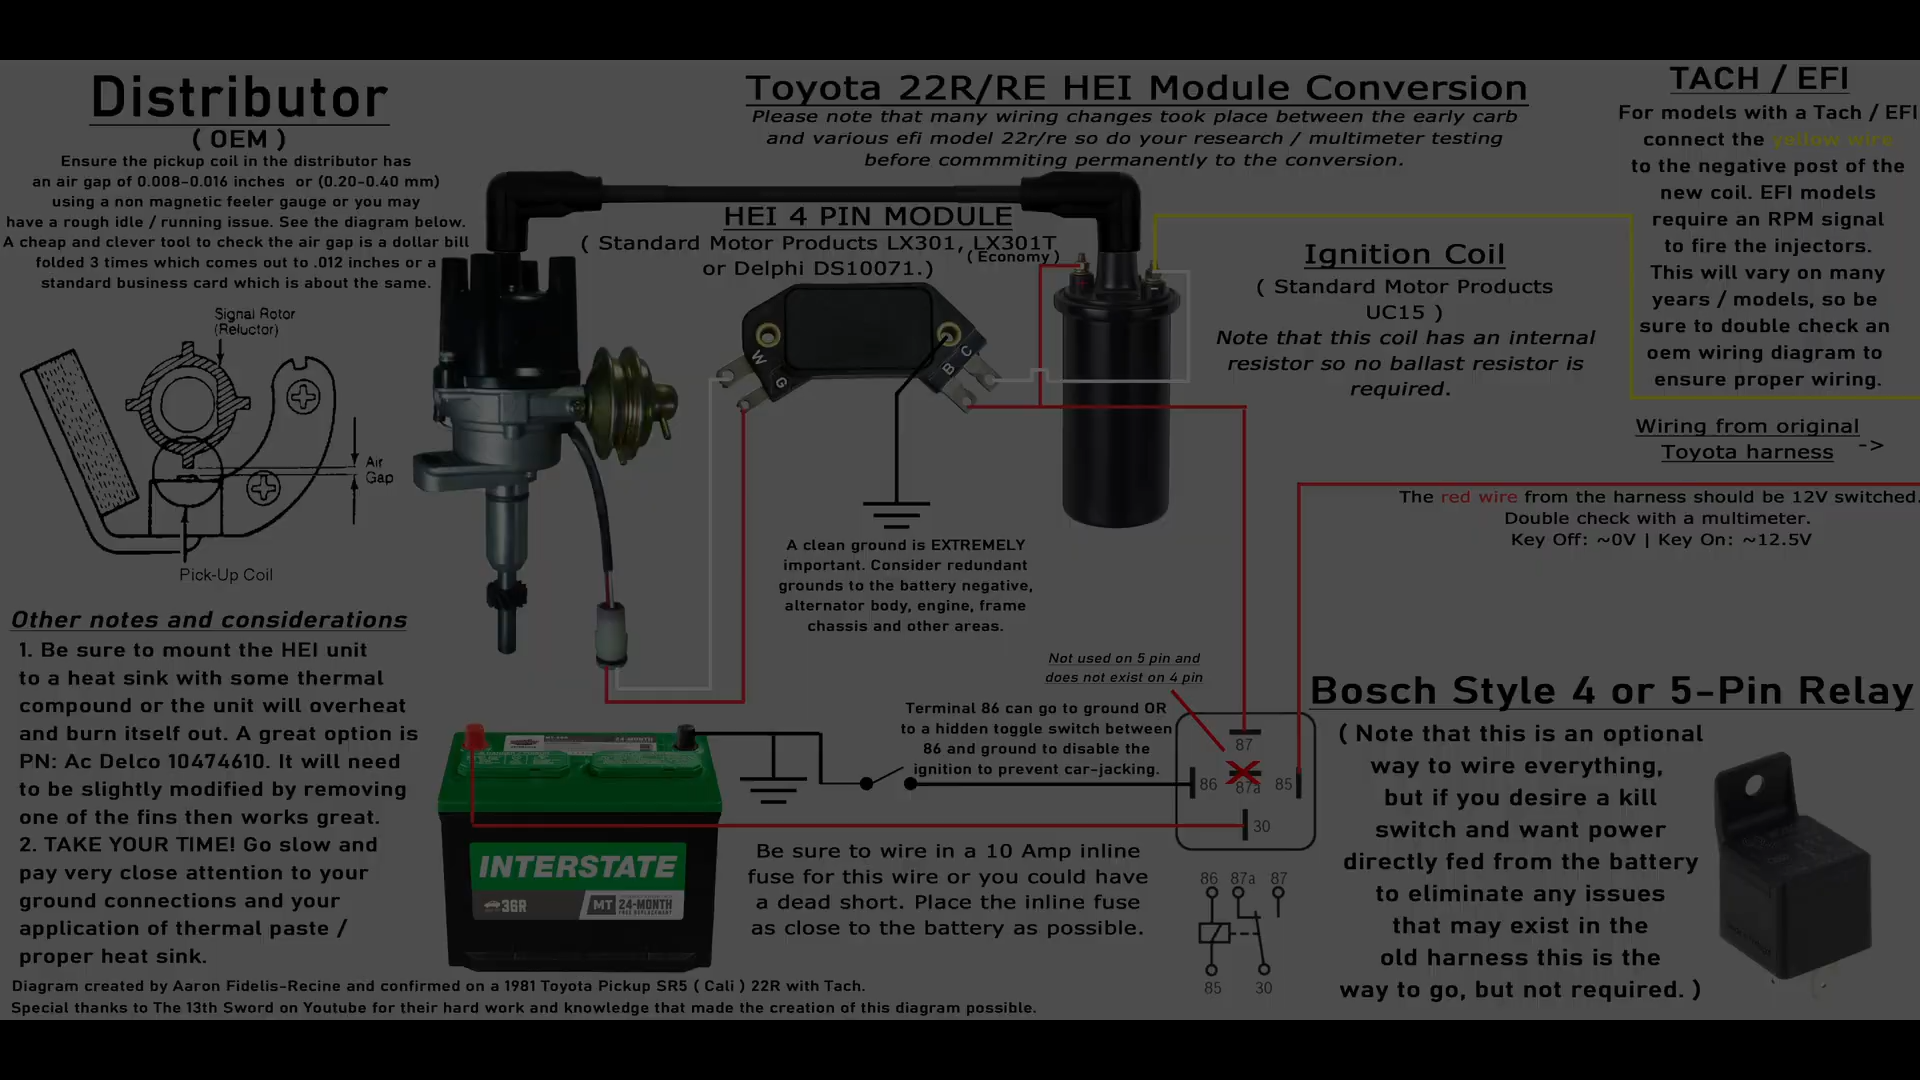 Distributor
( OEM )
Ensure the pickup coil in the distributor has
an air gap of 0.008-0.016 inches or (0.20-0.40 mm)
using a non magnetic feeler gauge or you may
have a rough idle / running issue. See the diagram below.
A cheap and clever tool to check the air gap is a dollar bill
folded 3 times which comes out to .012 inches or a
standard business card which is about the same.
Signal Rotor
(Reluctor)
Air
Gap
Pick-Up Coil
Other notes and considerations
1. Be sure to mount the HEI unit
to a heat sink with some thermal
compound or the unit will overheat
and burn itself out. A great option is
PN: Ac Delco 10474610. It will need
to be slightly modified by removing
one of the fins then works great.
2. TAKE YOUR TIME! Go slow and
pay very close attention to your
ground connections and your
application of thermal paste /
proper heat sink.
Diagram created by Aaron Fidelis-Recine and confirmed on a 1981 Toyota Pickup SR5 ( Cali ) 22R with Tach.
Special thanks to The 13th Sword on Youtube for their hard work and knowledge that made the creation of this diagram possible.
Toyota 22R/RE HEI Module Conversion
Please note that many wiring changes took place between the early carb
and various efi model 22r/re so do your research / multimeter testing
before commmiting permanently to the conversion.
HEI 4 PIN MODULE
( Standard Motor Products LX301, LX301T
( Economy )
or Delphi DS10071.)
W
G
B
C
A clean ground is EXTREMELY
important. Consider redundant
grounds to the battery negative,
alternator body, engine, frame
chassis and other areas.
Ignition Coil
( Standard Motor Products
UC15 )
Note that this coil has an internal
resistor so no ballast resistor is
required.
TACH / EFI
For models with a Tach / EFI
connect the yellow wire
to the negative post of the
new coil. EFI models
require an RPM signal
to fire the injectors.
This will vary on many
years / models, so be
sure to double check an
oem wiring diagram to
ensure proper wiring.
Wiring from original
Toyota harness ->
The red wire from the harness should be 12V switched.
Double check with a multimeter.
Key Off: ~0V | Key On: ~12.5V
Not used on 5 pin and
does not exist on 4 pin
Terminal 86 can go to ground OR
to a hidden toggle switch between
86 and ground to disable the
ignition to prevent car-jacking.
87
86
87a
85
30
24-MONTH
INTERSTATE
36R
MT 24-MONTH
FREE REPLACEMENT
Be sure to wire in a 10 Amp inline
fuse for this wire or you could have
a dead short. Place the inline fuse
as close to the battery as possible.
86 87a 87
85 30
Bosch Style 4 or 5-Pin Relay
( Note that this is an optional
way to wire everything,
but if you desire a kill
switch and want power
directly fed from the battery
to eliminate any issues
that may exist in the
old harness this is the
way to go, but not required. )